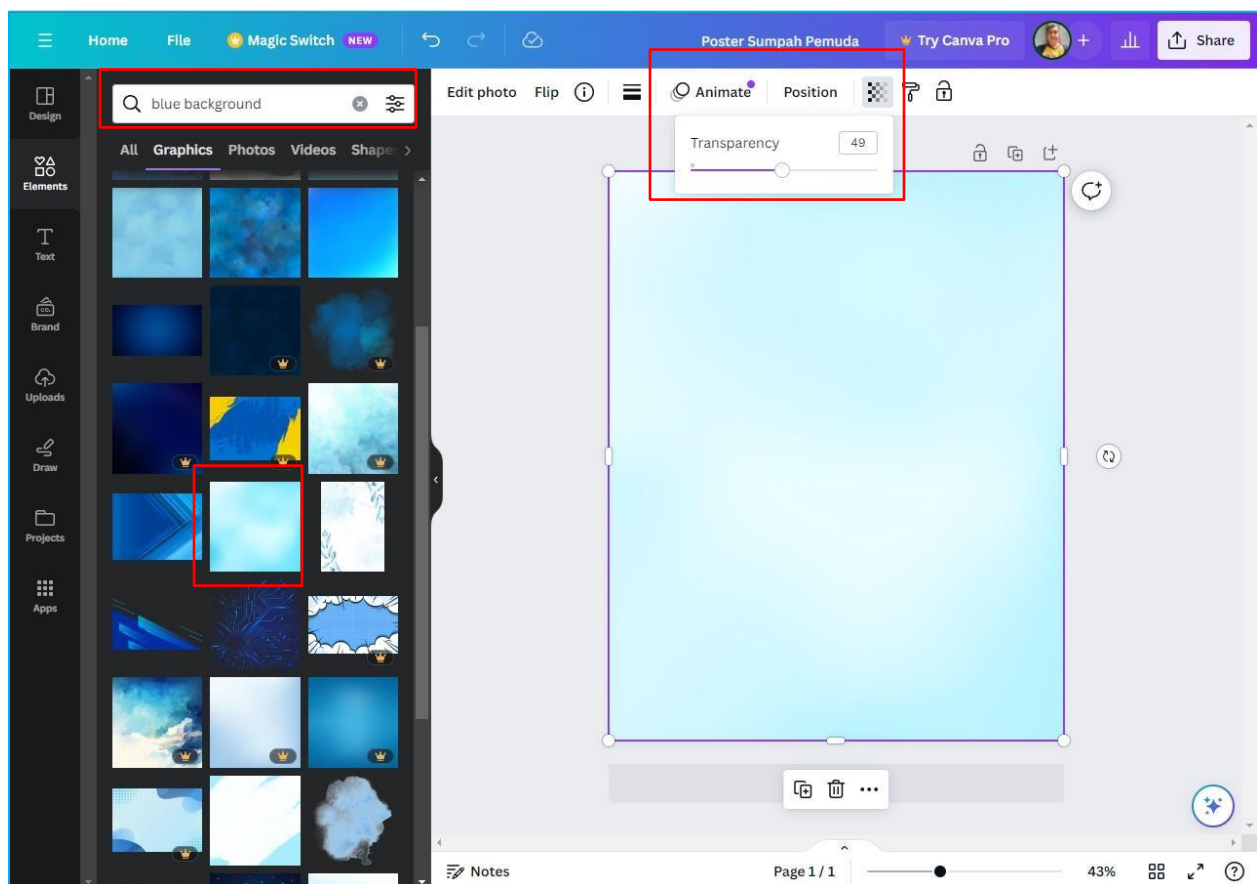 Home File Magic Switch NEW Poster Sumpah Pemuda Try Canva Pro + Share
Design
Elements
Text
CO.
Brand
Uploads
Draw
Projects
Apps
blue background
All Graphics Photos Videos Shape
Edit photo Flip Animate Position
Transparency 49
Notes Page 1 / 1 43%